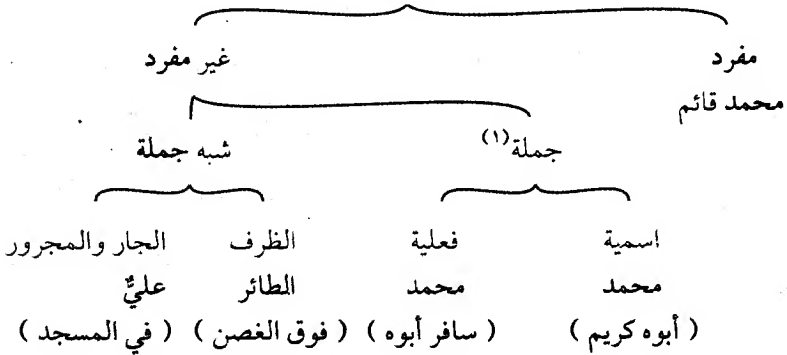 مفرد غير مفرد
محمد قائم
جملة(١) شبه جملة
اسمية فعلية الظرف الجار والمجرور
محمد محمد الطائر عليٌّ
( أبوه كريم ) ( سافر أبوه ) ( فوق الغصن ) ( في المسجد )